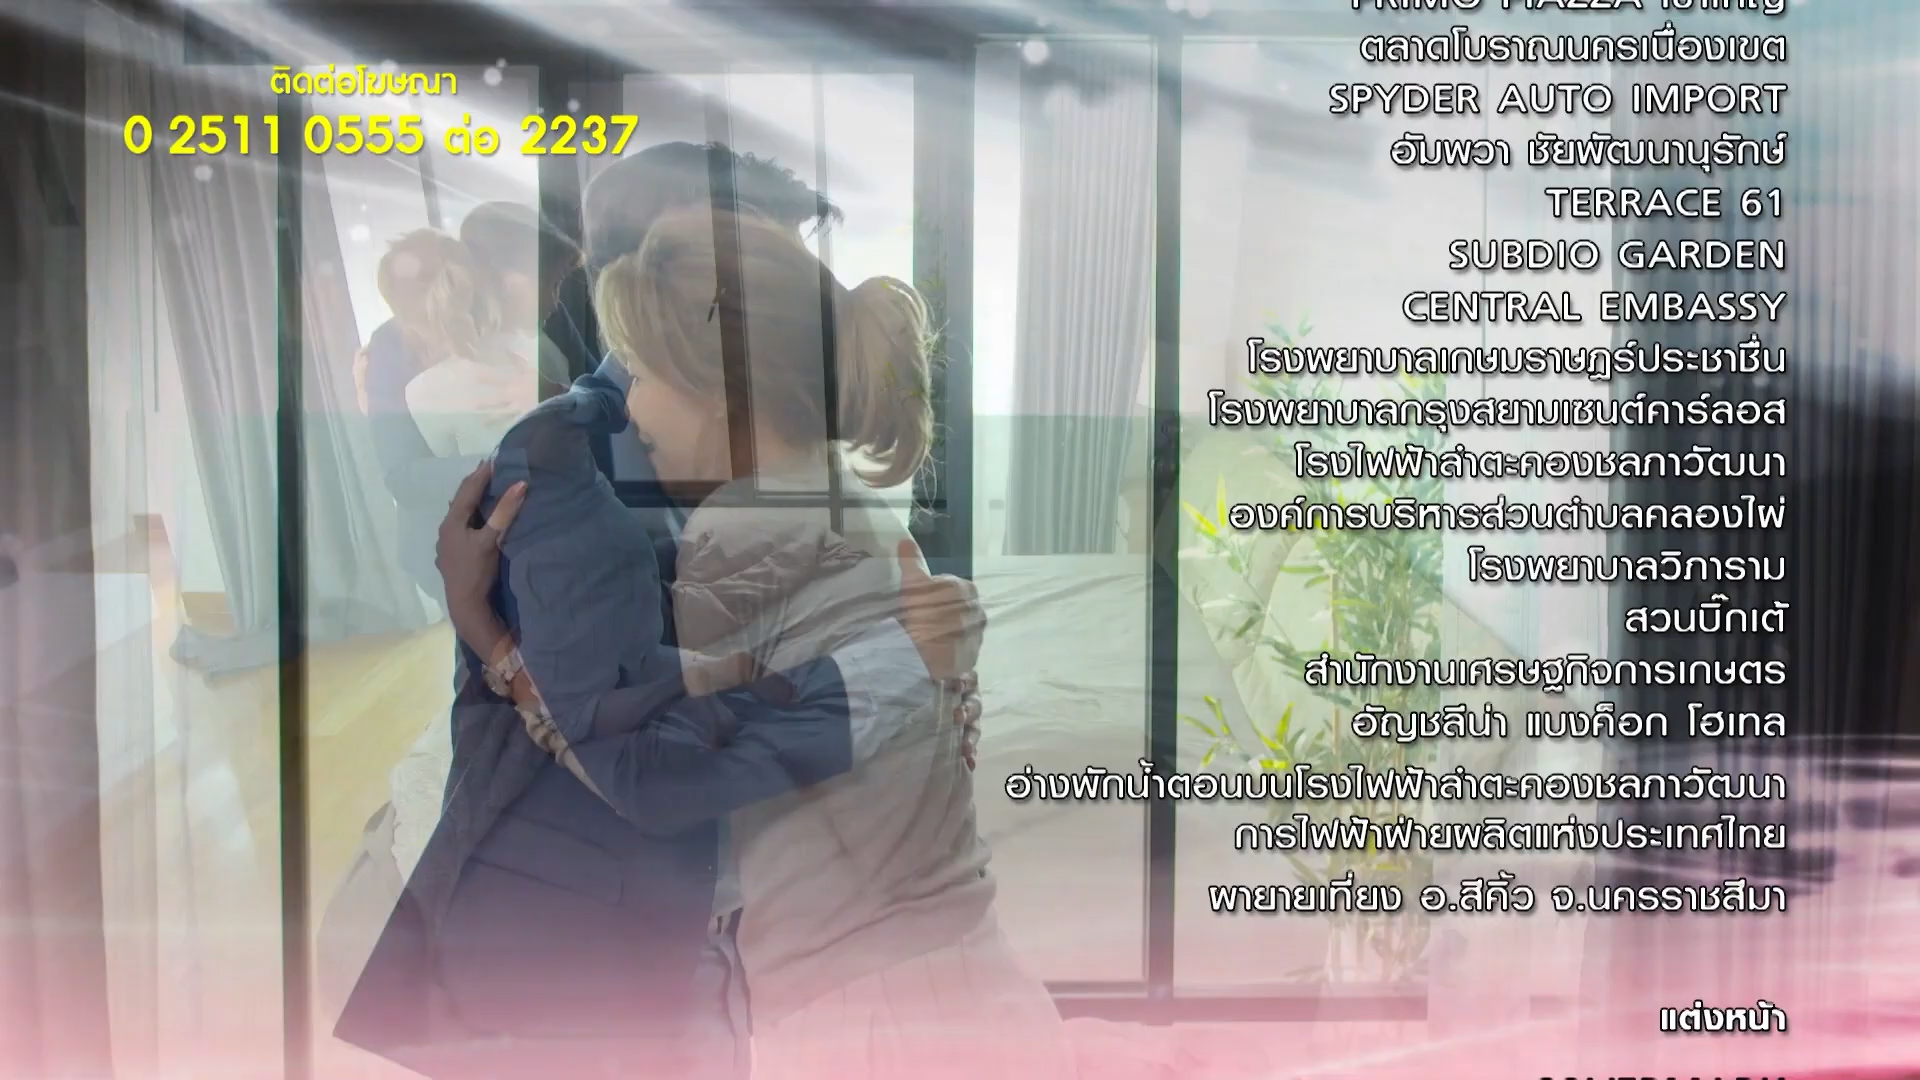 ติดต่อโฆษณา
0 2511 0555 ต่อ 2237
PRIMO PIAZZA เขาใหญ่
ตลาดโบราณนครเนื่องเขต
SPYDER AUTO IMPORT
อัมพวา ชัยพัฒนานุรักษ์
TERRACE 61
SUBDIO GARDEN
CENTRAL EMBASSY
โรงพยาบาลเกษมราษฎร์ประชาชื่น
โรงพยาบาลกรุงสยามเซนต์คาร์ลอส
โรงไฟฟ้าลำตะคองชลภาวัฒนา
องค์การบริหารส่วนตำบลคลองไผ่
โรงพยาบาลวิภาราม
สวนบิ๊กเต้
สำนักงานเศรษฐกิจการเกษตร
อัญชลีน่า แบงค็อก โฮเทล
อ่างพักน้ำตอนบนโรงไฟฟ้าลำตะคองชลภาวัฒนา
การไฟฟ้าฝ่ายผลิตแห่งประเทศไทย
ผายายเที่ยง อ.สีคิ้ว จ.นครราชสีมา
แต่งหน้า